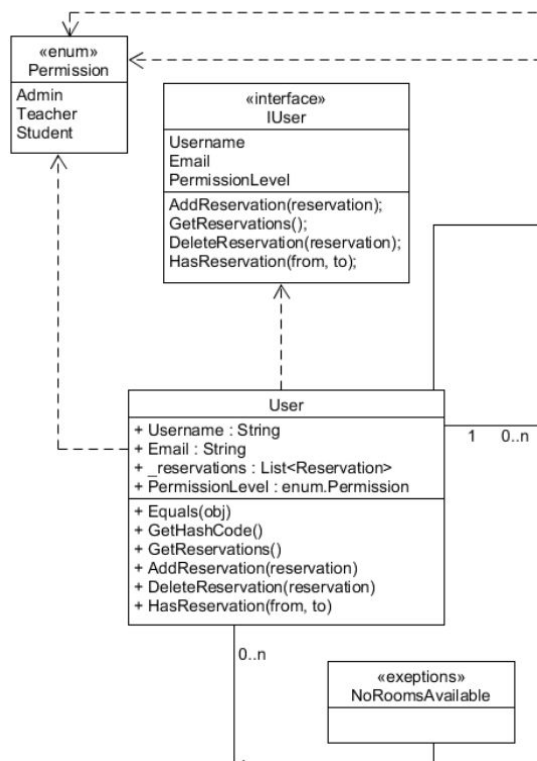 «enum»
Permission
Admin
Teacher
Student
«interface»
IUser
Username
Email
PermissionLevel
AddReservation(reservation);
GetReservations();
DeleteReservation(reservation);
HasReservation(from, to);
User
+ Username : String
+ Email : String
+ _reservations : List<Reservation>
+ PermissionLevel : enum.Permission
+ Equals(obj)
+ GetHashCode()
+ GetReservations()
+ AddReservation(reservation)
+ DeleteReservation(reservation)
+ HasReservation(from, to)
1 0..n
0..n
«exeptions»
NoRoomsAvailable